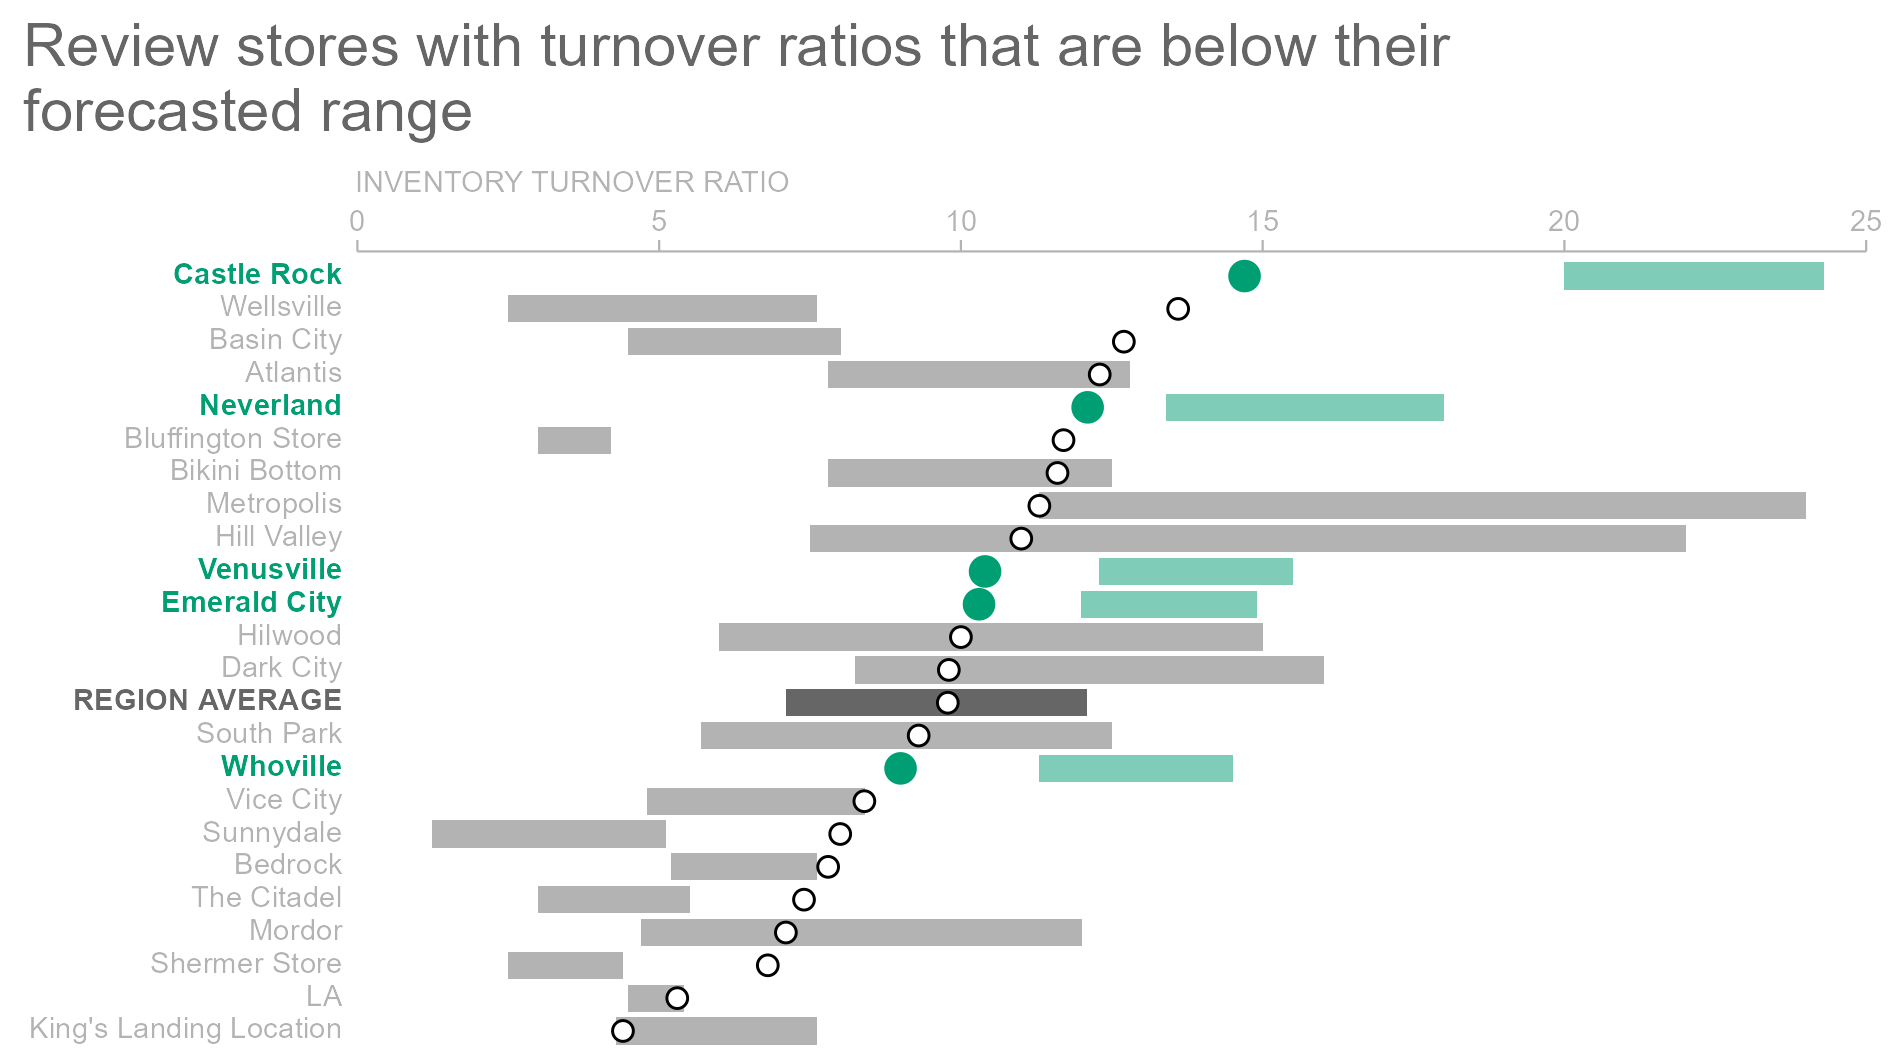 Review stores with turnover ratios that are below their
forecasted range
INVENTORY TURNOVER RATIO
0 5 10 15 20 25
Castle Rock
Wellsville
Basin City
Atlantis
Neverland
Bluffington Store
Bikini Bottom
Metropolis
Hill Valley
Venusville
Emerald City
Hilwood
Dark City
REGION AVERAGE
South Park
Whoville
Vice City
Sunnydale
Bedrock
The Citadel
Mordor
Shermer Store
LA
King's Landing Location